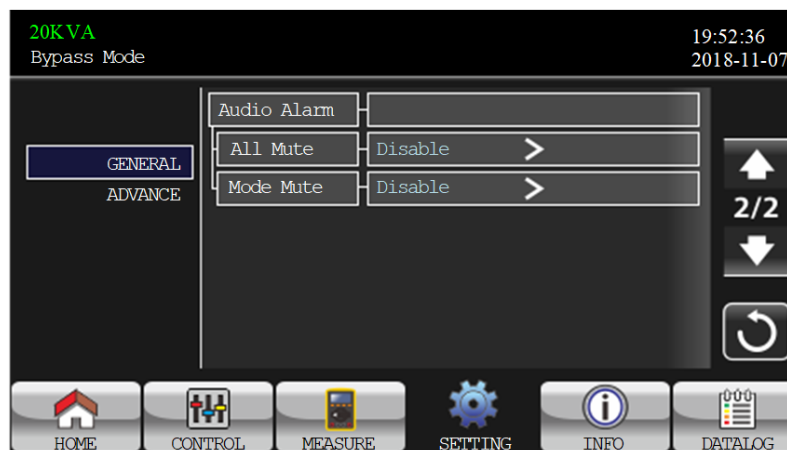 20KVA
Bypass Mode
19:52:36
2018-11-07
GENERAL
ADVANCE
Audio Alarm
All Mute Disable >
Mode Mute Disable >
2/2
HOME CONTROL MEASURE SETTING INFO DATALOG